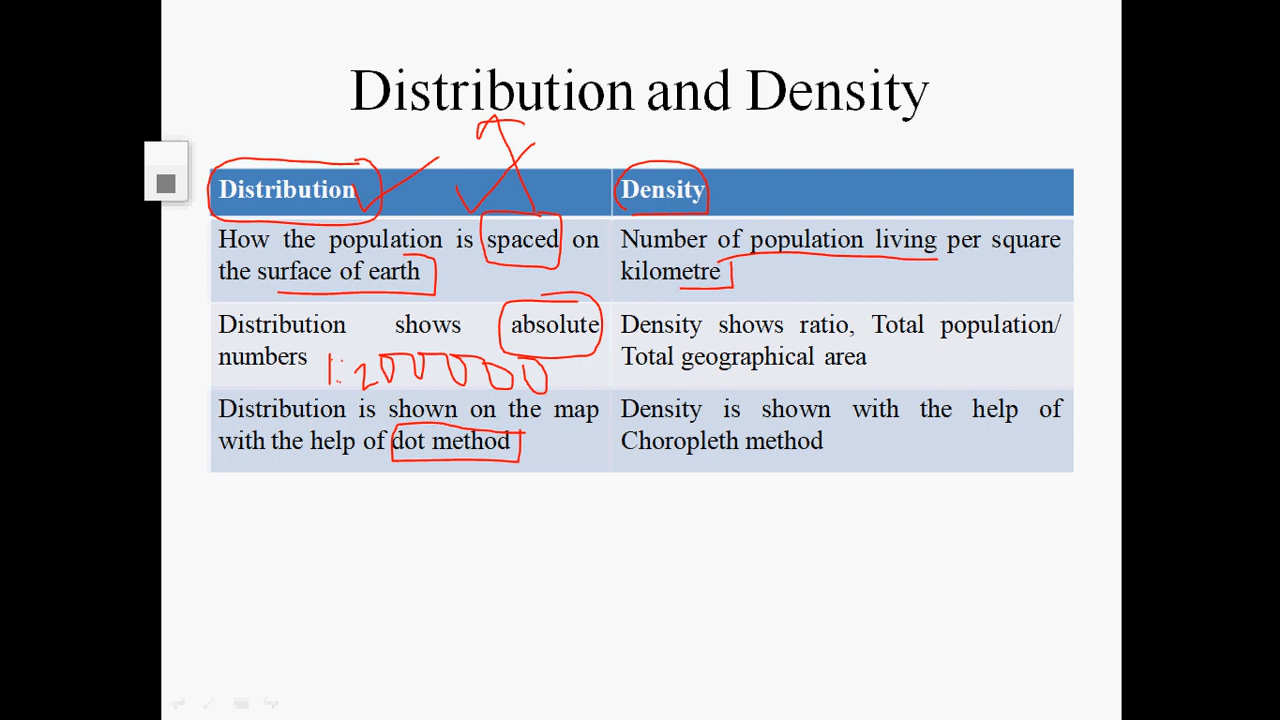 Distribution and Density
Distribution
Density
How the population is spaced on
the surface of earth
Number of population living per square
kilometre
Distribution shows absolute
numbers
1:2000000
Density shows ratio, Total population/
Total geographical area
Distribution is shown on the map
with the help of dot method
Density is shown with the help of
Choropleth method